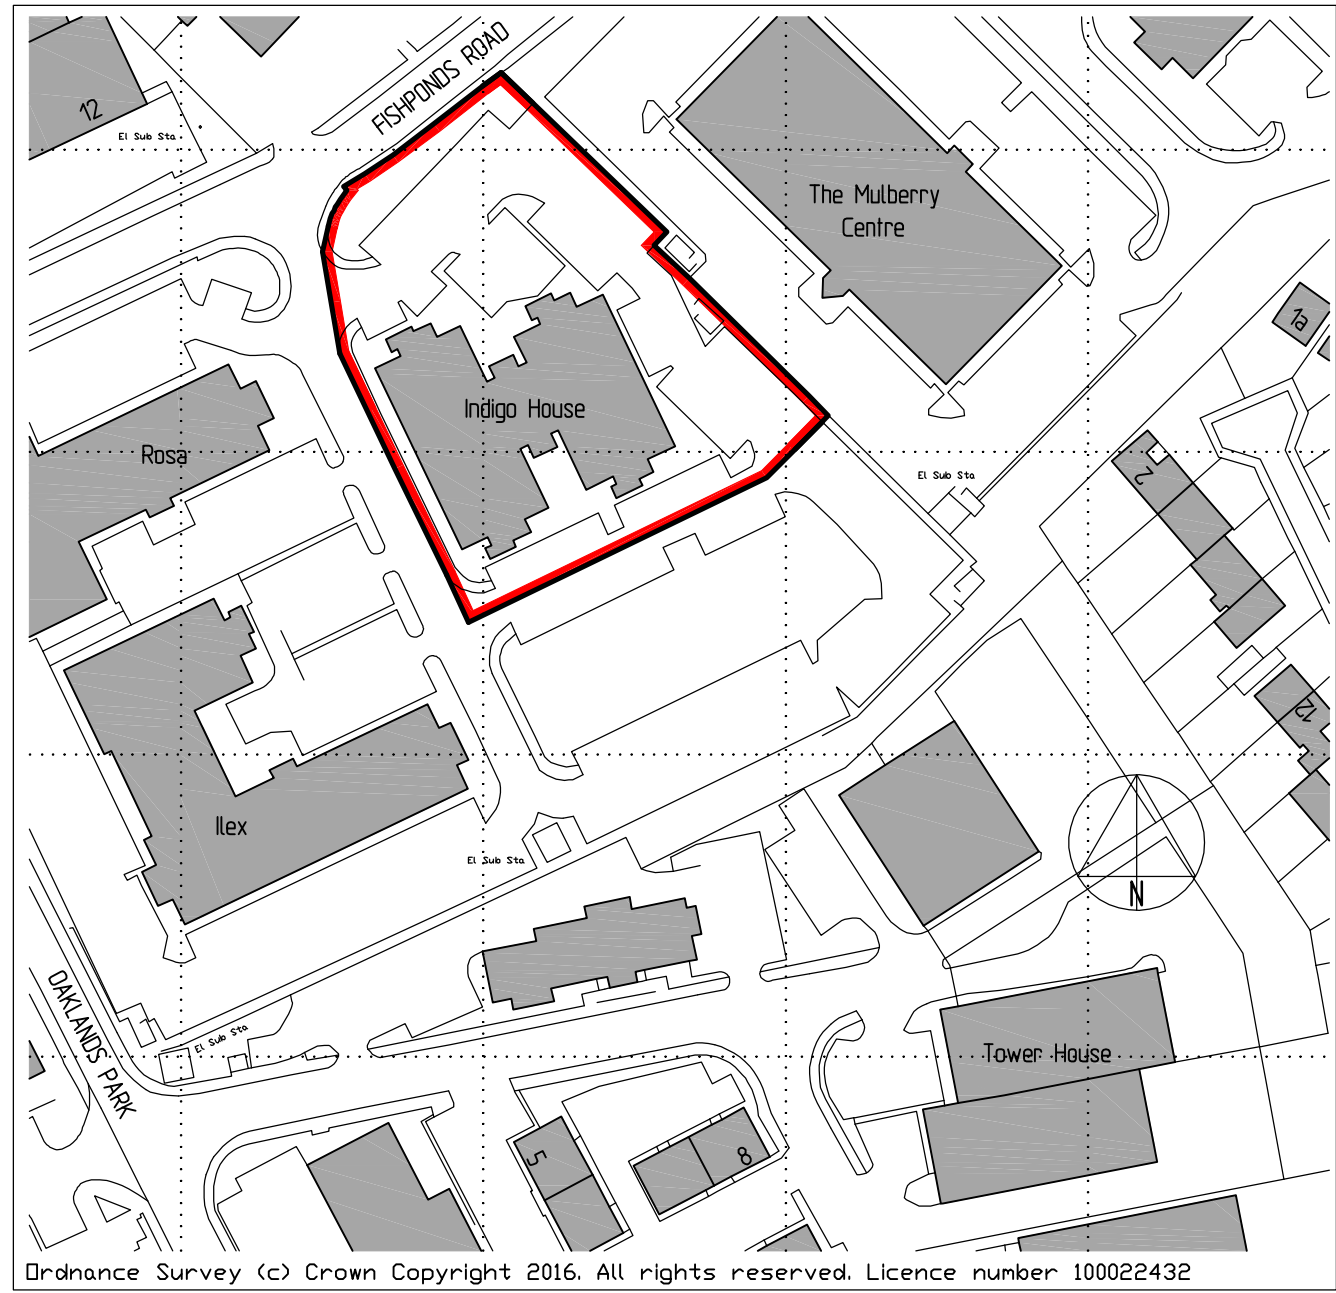 FISHPONDS ROAD
12
El Sub Sta
The Mulberry
Centre
1a
Indigo House
Rosa
El Sub Sta
2
12
Ilex
El Sub Sta
N
OAKLANDS PARK
El Sub Sta
Tower House
5
8
Ordnance Survey (c) Crown Copyright 2016. All rights reserved. Licence number 100022432